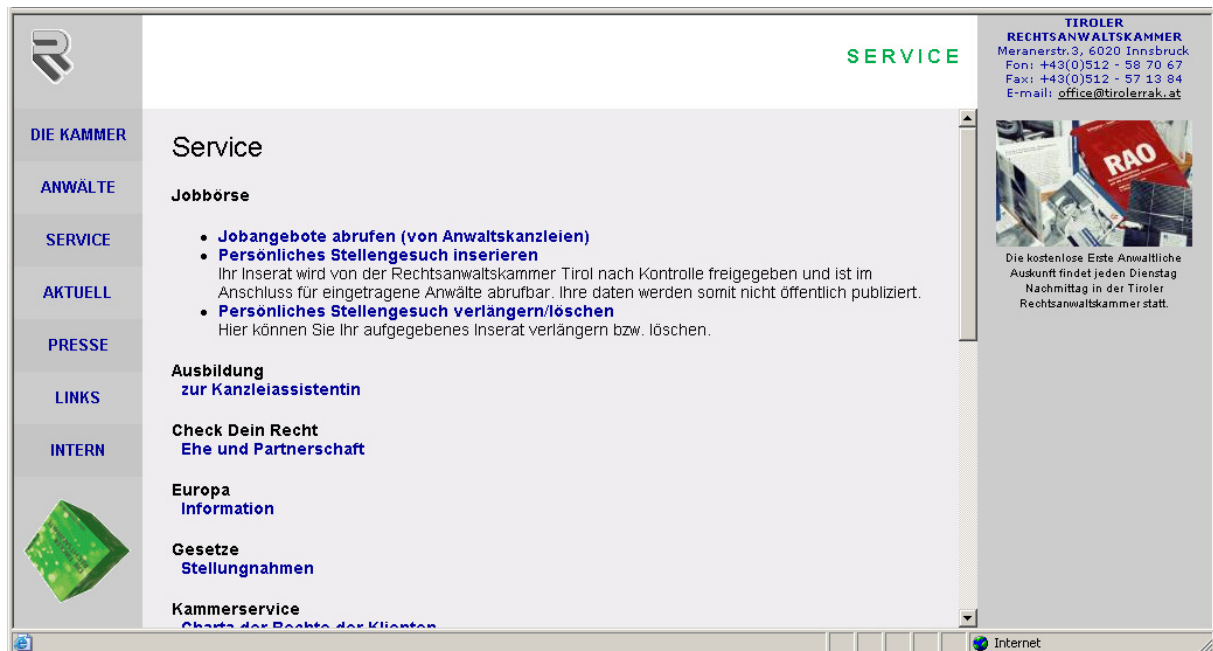 SERVICE
TIROLER
RECHTSANWALTSKAMMER
Meranerstr.3, 6020 Innsbruck
Fon: +43(0)512 - 58 70 67
Fax: +43(0)512 - 57 13 84
E-mail: office@tirolerrak.at
DIE KAMMER
ANWÄLTE
SERVICE
AKTUELL
PRESSE
LINKS
INTERN
Service
Jobbörse
• Jobangebote abrufen (von Anwaltskanzleien)
• Persönliches Stellengesuch inserieren
Ihr Inserat wird von der Rechtsanwaltskammer Tirol nach Kontrolle freigegeben und ist im
Anschluss für eingetragene Anwälte abrufbar. Ihre daten werden somit nicht öffentlich publiziert.
• Persönliches Stellengesuch verlängern/löschen
Hier können Sie Ihr aufgegebenes Inserat verlängern bzw. löschen.
Ausbildung
zur Kanzleiassistentin
Check Dein Recht
Ehe und Partnerschaft
Europa
Information
Gesetze
Stellungnahmen
Kammerservice
Charta der Rechte der Klienten
RAO
Die kostenlose Erste Anwaltliche
Auskunft findet jeden Dienstag
Nachmittag in der Tiroler
Rechtsanwaltskammer statt.
Internet